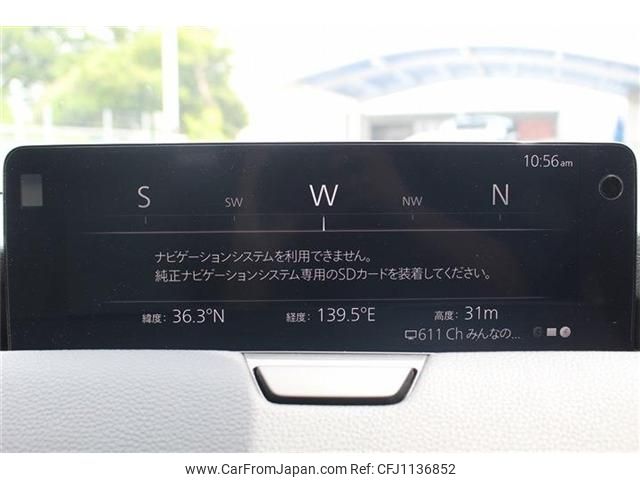 10:56am
S SW W NW N
ナビゲーションシステムを利用できません。
純正ナビゲーションシステム専用のSDカードを装着してください。
緯度: 36.3°N 経度: 139.5°E 高度: 31m
611 Ch みんなの...
© www.CarFromJapan.com - CFJ1136852